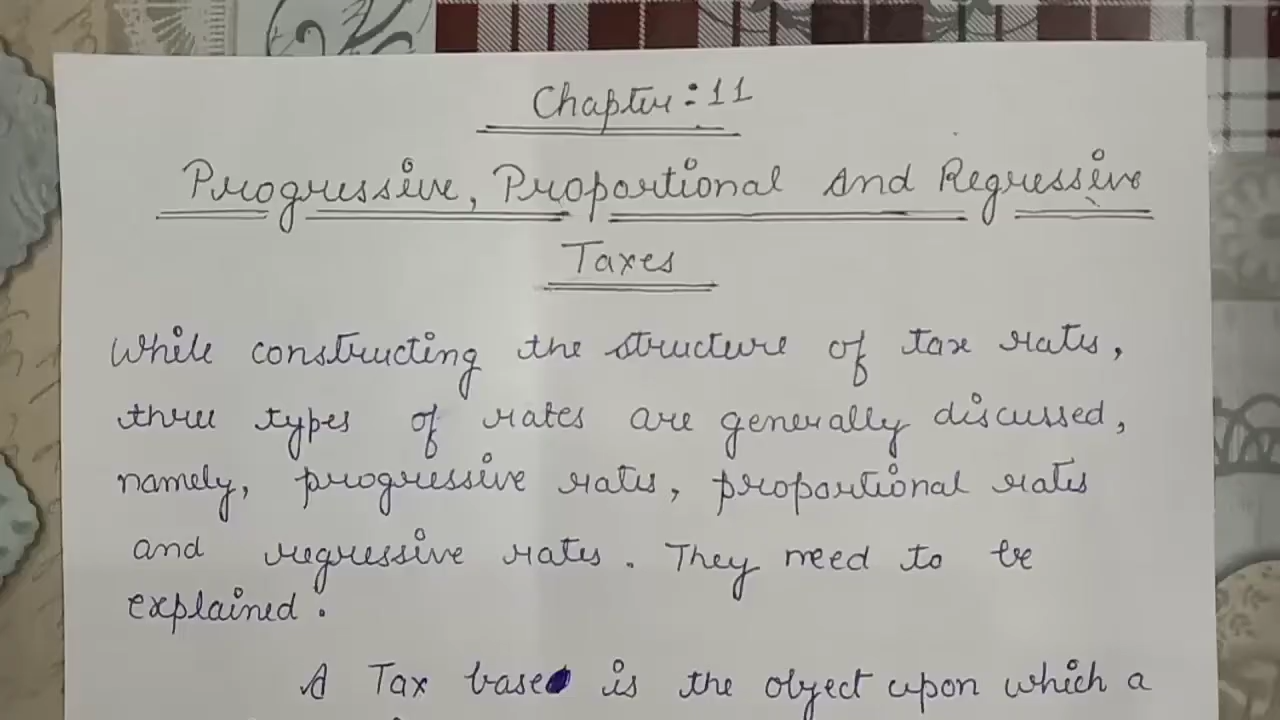 Chapter: 11
Progressive, Proportional And Regressive
Taxes
While constructing the structure of tax rates,
three types of rates are generally discussed,
namely, progressive rates, proportional rates
and regressive rates. They need to be
explained.
A Tax base is the object upon which a